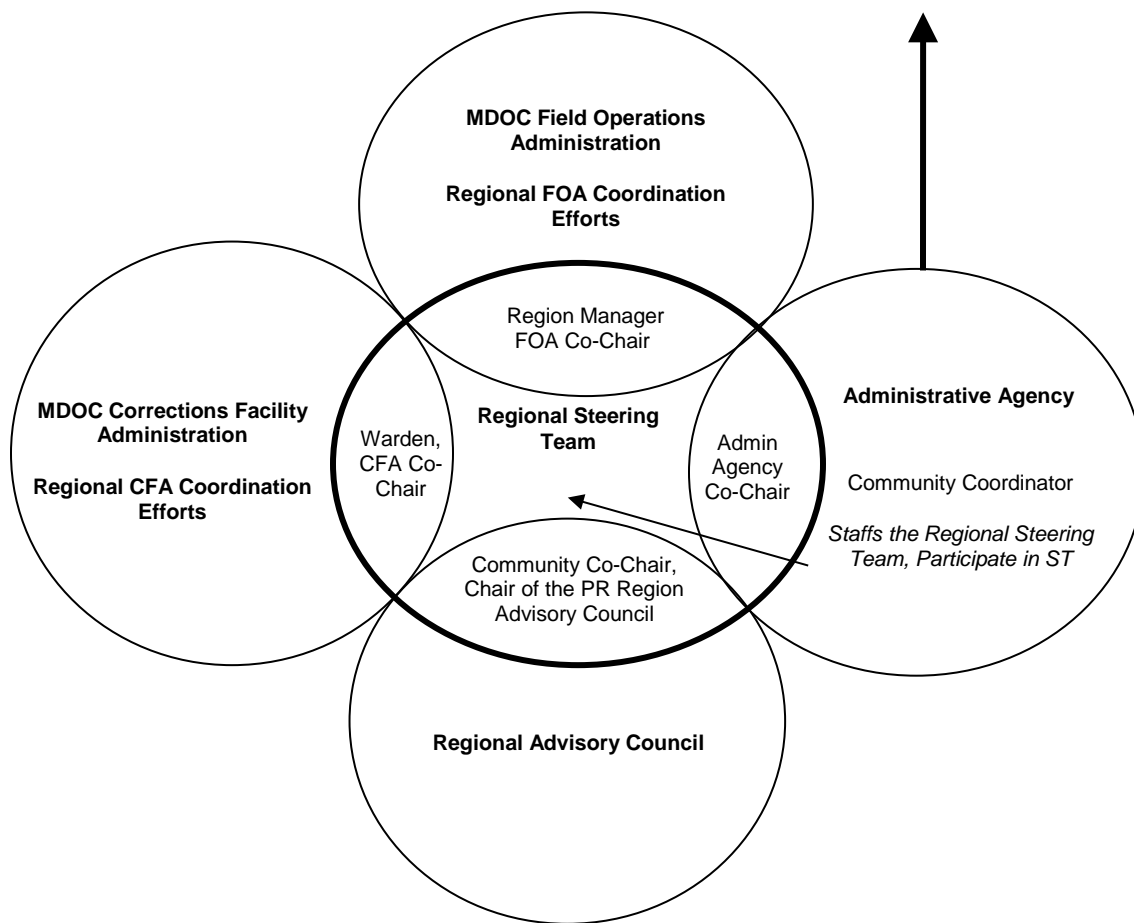 MDOC Field Operations
Administration
Regional FOA Coordination
Efforts
Region Manager
FOA Co-Chair
MDOC Corrections Facility
Administration
Regional CFA Coordination
Efforts
Warden,
CFA Co-
Chair
Regional Steering
Team
Admin
Agency
Co-Chair
Administrative Agency
Community Coordinator
Staffs the Regional Steering
Team, Participate in ST
Community Co-Chair,
Chair of the PR Region
Advisory Council
Regional Advisory Council